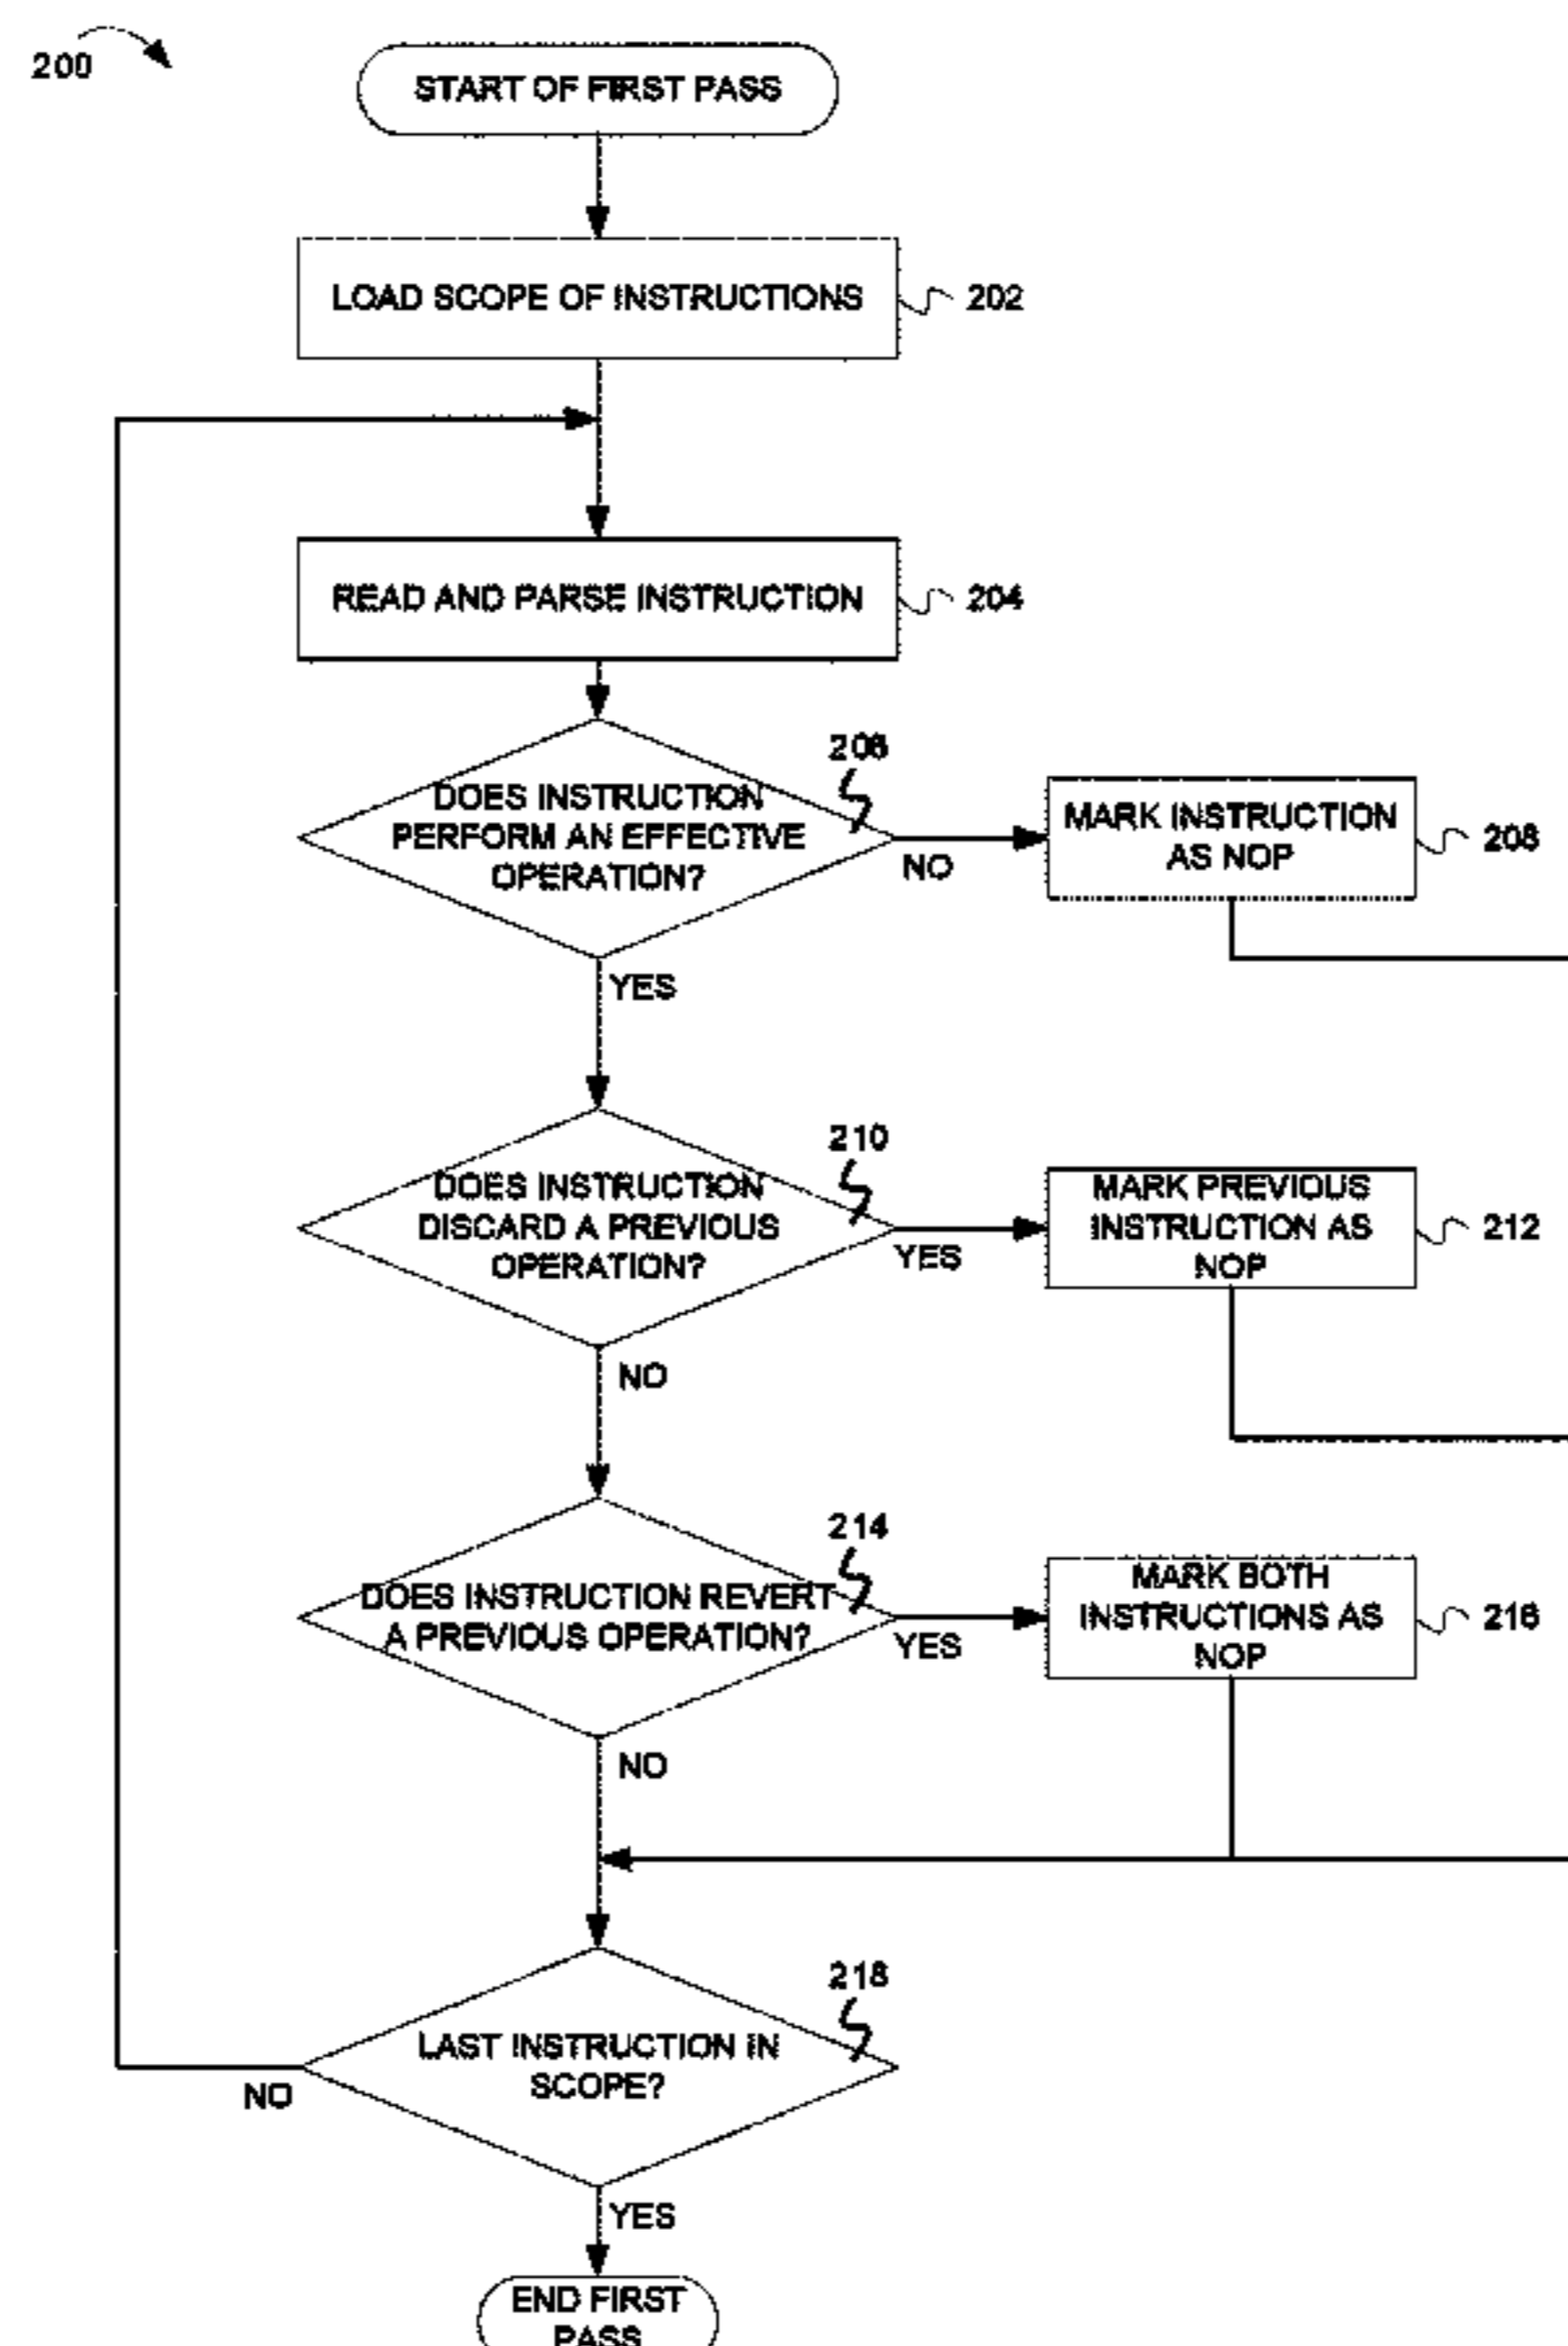 200
START OF FIRST PASS
LOAD SCOPE OF INSTRUCTIONS
202
READ AND PARSE INSTRUCTION
204
206
DOES INSTRUCTION
PERFORM AN EFFECTIVE
OPERATION?
NO
MARK INSTRUCTION
AS NOP
208
YES
210
DOES INSTRUCTION
DISCARD A PREVIOUS
OPERATION?
YES
MARK PREVIOUS
INSTRUCTION AS
NOP
212
NO
214
DOES INSTRUCTION REVERT
A PREVIOUS OPERATION?
YES
MARK BOTH
INSTRUCTIONS AS
NOP
216
NO
218
LAST INSTRUCTION IN
SCOPE?
NO
YES
END FIRST
PASS